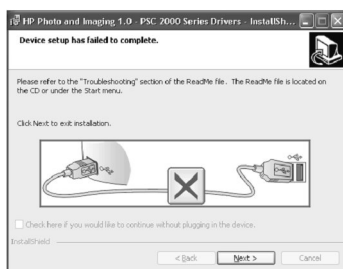 HP Photo and Imaging 1.0 - PSC 2000 Series Drivers - InstallSh...
Device setup has failed to complete.
Please refer to the "Troubleshooting" section of the ReadMe file. The ReadMe file is located on
the CD or under the Start menu.
Click Next to exit installation.
Check here if you would like to continue without plugging in the device.
InstallShield
< Back
Next >
Cancel